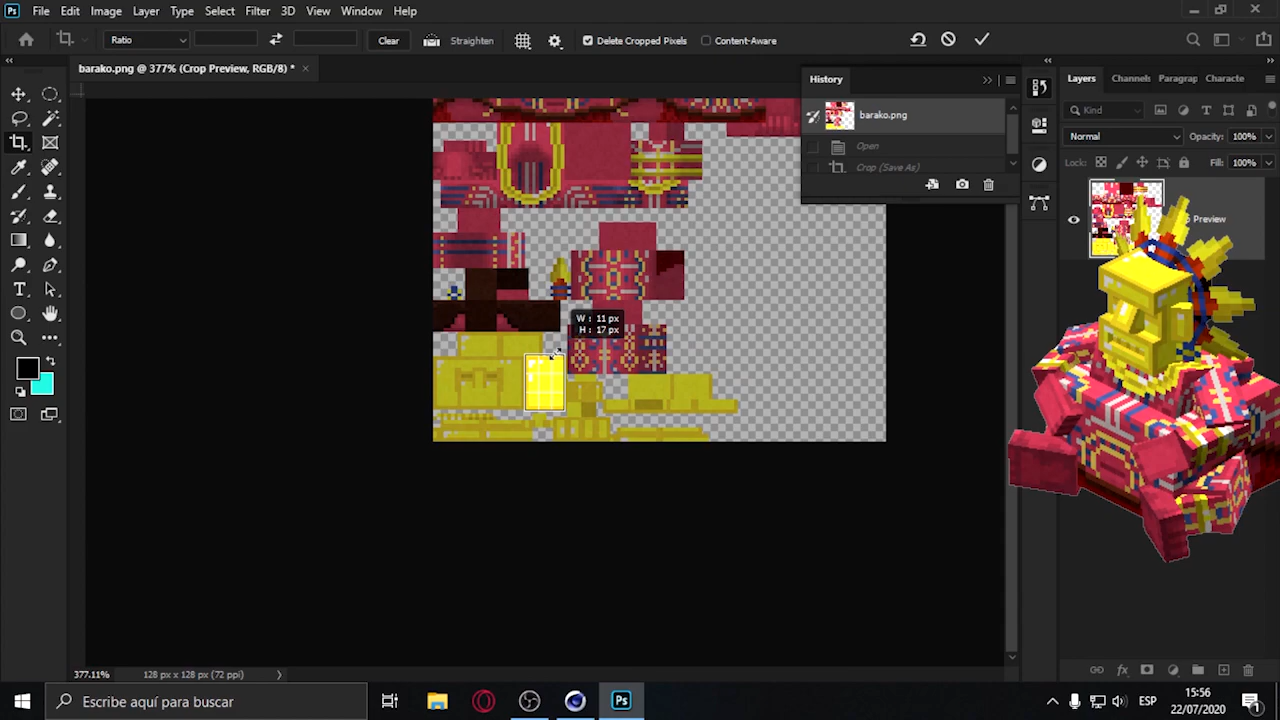 Ps File Edit Image Layer Type Select Filter 3D View Window Help
Ratio Clear Straighten Delete Cropped Pixels Content-Aware
barako.png @ 377% (Crop Preview, RGB/8) *
History
barako.png
Open
Crop (Save As)
Layers Channels Paragrap Characte
Kind
Normal Opacity: 100%
Lock: Fill: 100%
Preview
W : 11 px
H : 17 px
377.11% 128 px x 128 px (72 ppi)
Escribe aquí para buscar
Ps
ESP
15:56
22/07/2020
1